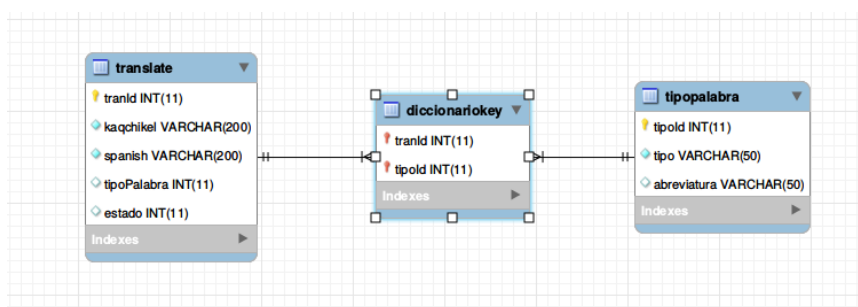 translate
tranId INT(11)
kaqchikel VARCHAR(200)
spanish VARCHAR(200)
tipoPalabra INT(11)
estado INT(11)
Indexes
diccionariokey
tranId INT(11)
tipoId INT(11)
Indexes
tipopalabra
tipoId INT(11)
tipo VARCHAR(50)
abreviatura VARCHAR(50)
Indexes